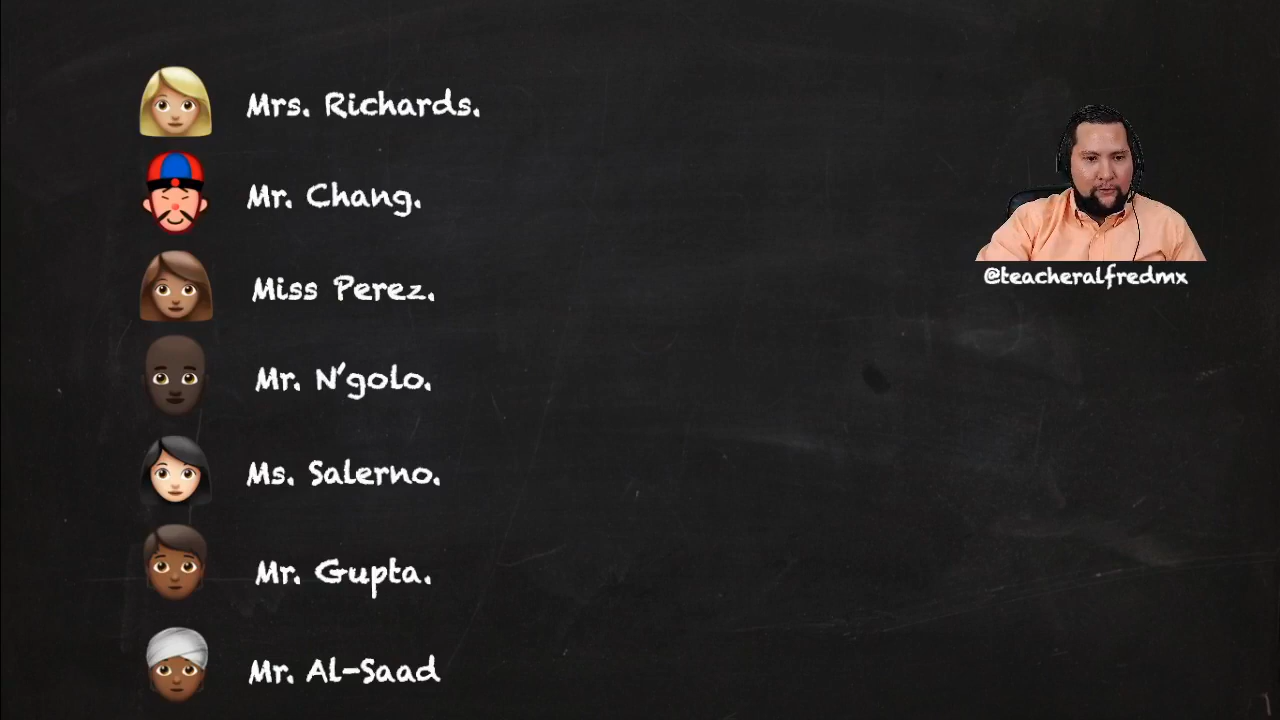 Mrs. Richards.
Mr. Chang.
@teacheralfredmx
Miss Perez.
Mr. N'golo.
Ms. Salerno.
Mr. Gupta.
Mr. Al-Saad